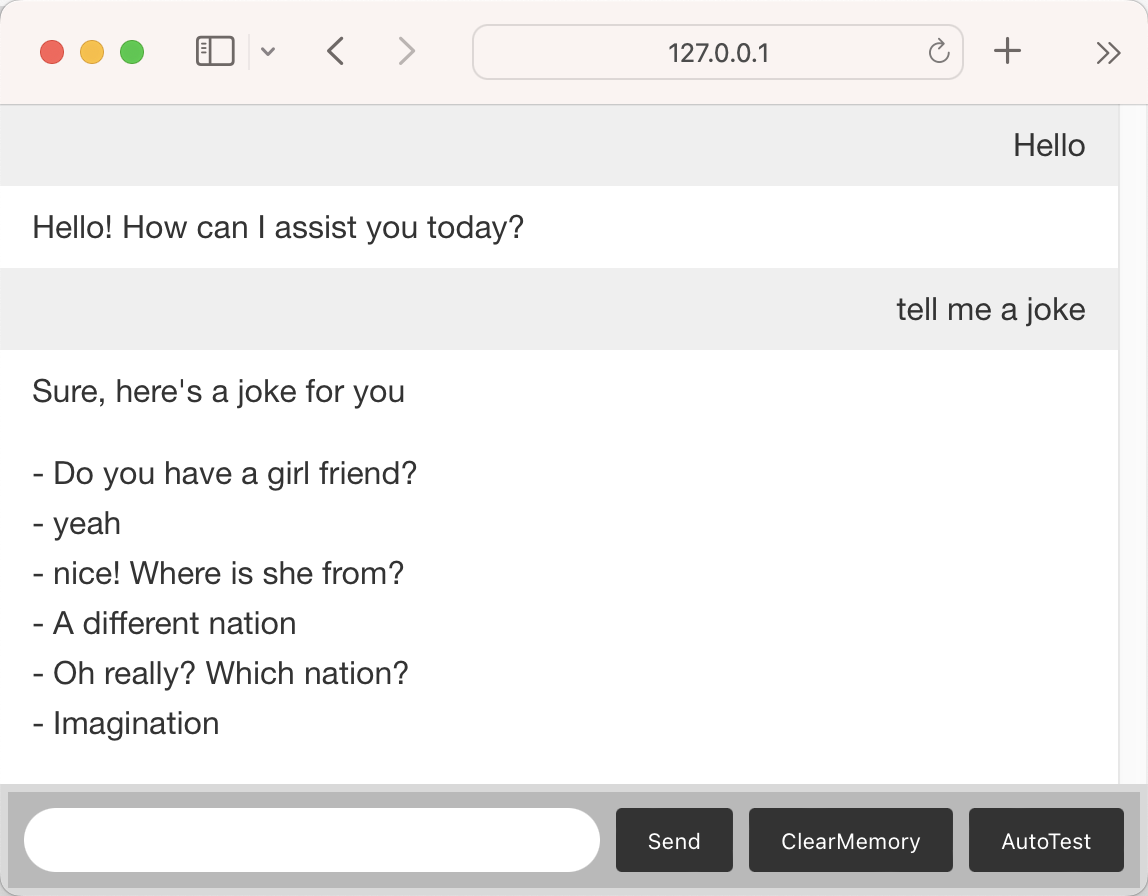 127.0.0.1
Hello
Hello! How can I assist you today?
tell me a joke
Sure, here's a joke for you
- Do you have a girl friend?
- yeah
- nice! Where is she from?
- A different nation
- Oh really? Which nation?
- Imagination
Send
ClearMemory
AutoTest